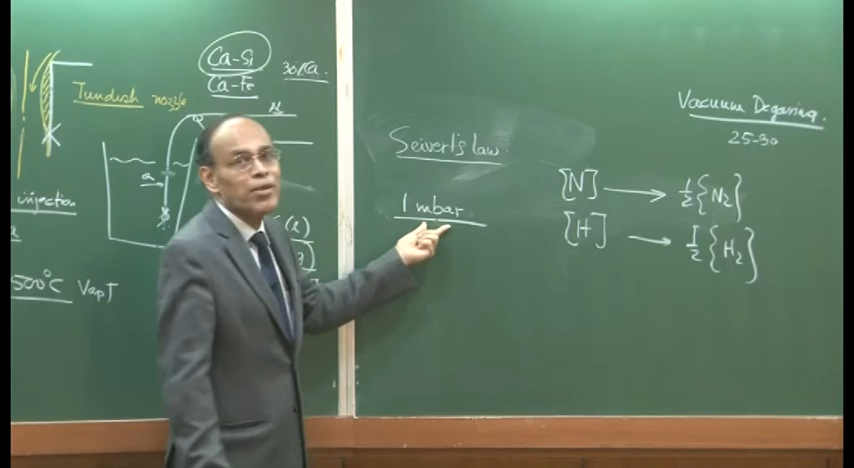 Ca-Si
Ca-Fe
30% Ca.
Tundish nozzle
injection
500°C VapT
Seivert's law.
1 mbar
Vacuum Degassing.
25-30
[N] → 1/2 {N₂}
[H] → 1/2 {H₂}